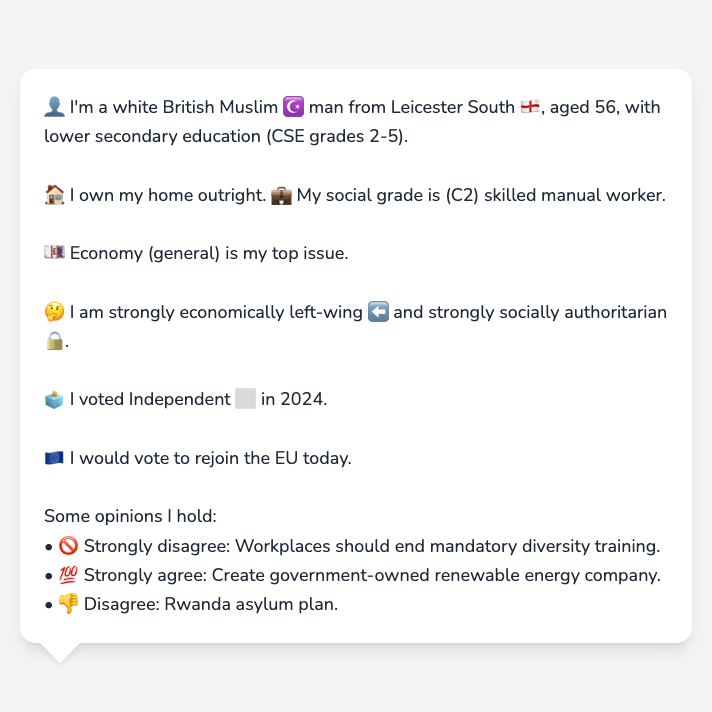 👤 I'm a white British Muslim ☪️ man from Leicester South 🏴󠁧󠁢󠁥󠁮󠁧󠁿, aged 56, with
lower secondary education (CSE grades 2-5).
🏠 I own my home outright. 💼 My social grade is (C2) skilled manual worker.
💷 Economy (general) is my top issue.
🤔 I am strongly economically left-wing ⬅️ and strongly socially authoritarian
🔒.
🗳️ I voted Independent ⬜ in 2024.
🇪🇺 I would vote to rejoin the EU today.
Some opinions I hold:
• 🚫 Strongly disagree: Workplaces should end mandatory diversity training.
• 💯 Strongly agree: Create government-owned renewable energy company.
• 👎 Disagree: Rwanda asylum plan.